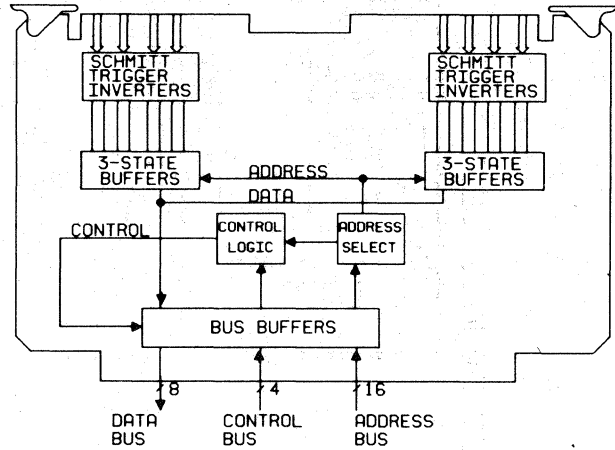 SCHMITT
TRIGGER
INVERTERS
SCHMITT
TRIGGER
INVERTERS
3-STATE
BUFFERS
ADDRESS
3-STATE
BUFFERS
DATA
CONTROL
CONTROL
LOGIC
ADDRESS
SELECT
BUS BUFFERS
8
4
16
DATA
BUS
CONTROL
BUS
ADDRESS
BUS